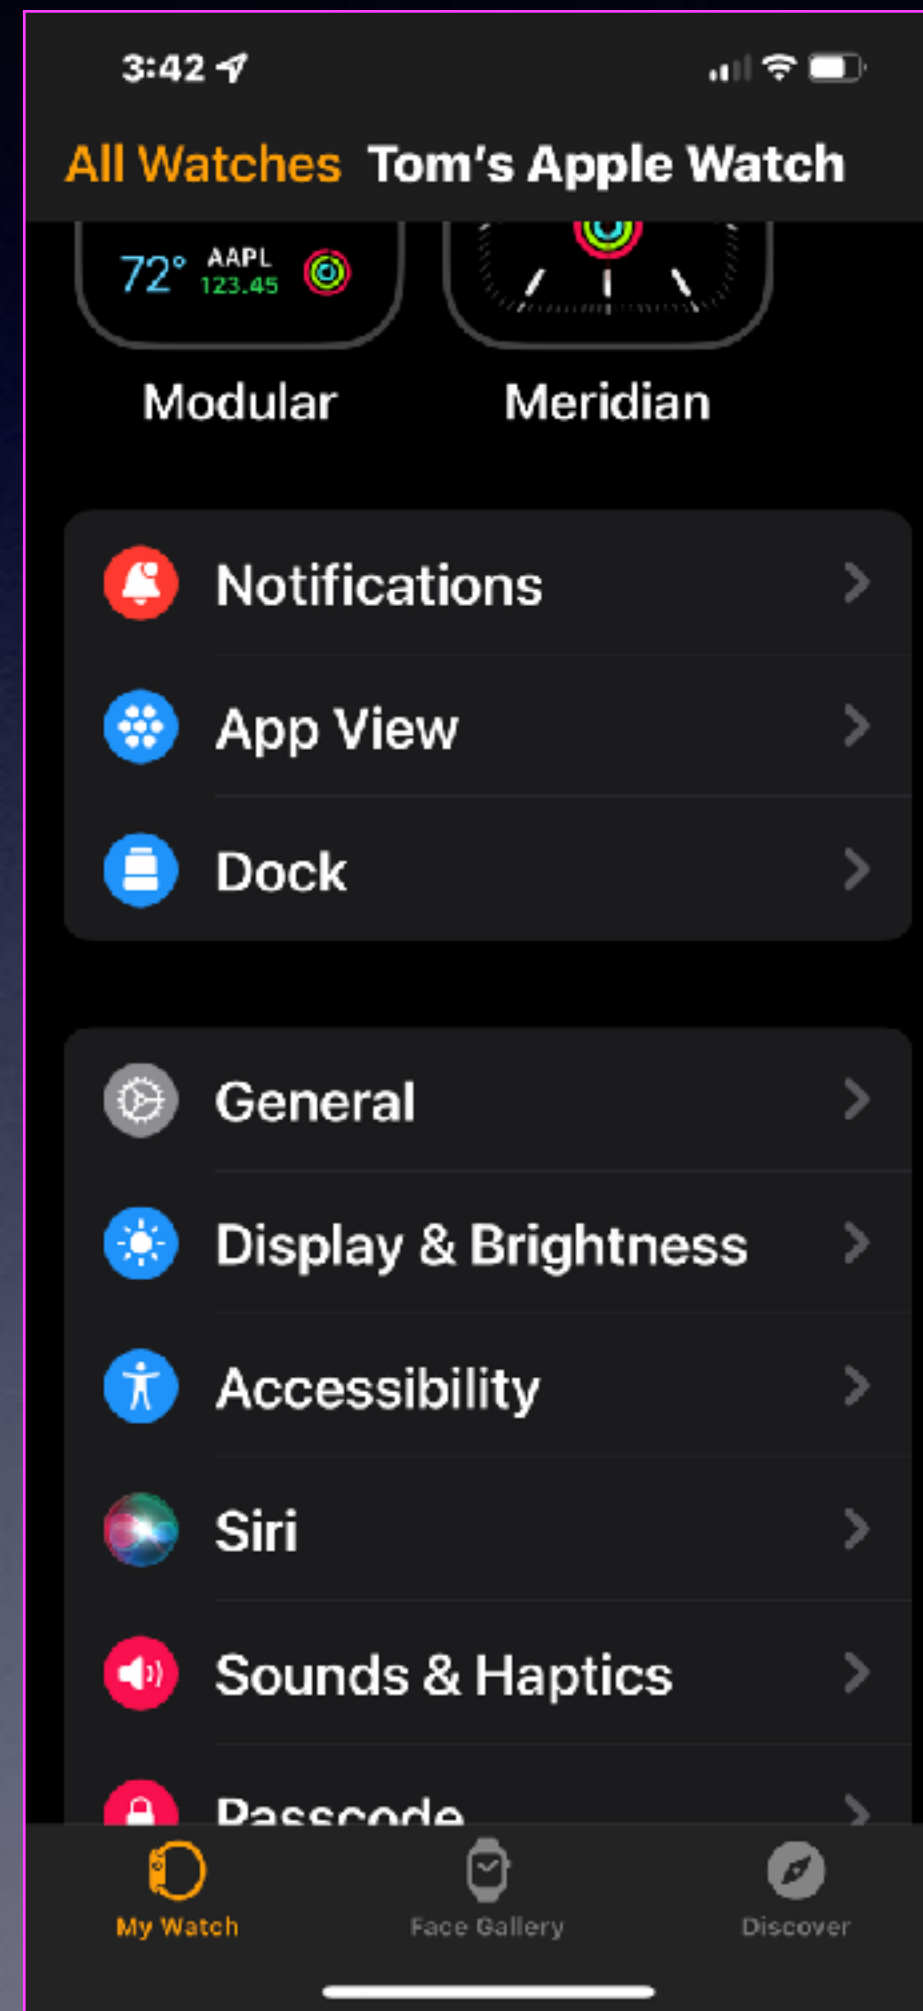 3:42
All Watches Tom's Apple Watch
72° AAPL
123.45
Modular Meridian
Notifications
App View
Dock
General
Display & Brightness
Accessibility
Siri
Sounds & Haptics
Passcode
My Watch Face Gallery Discover